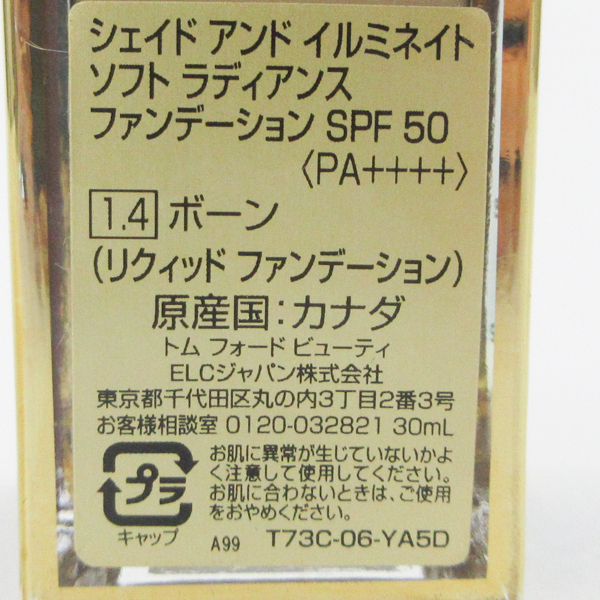 シェイド アンド イルミネイト
ソフト ラディアンス
ファンデーション SPF 50
〈PA++++〉
1.4 ボーン
(リクィッド ファンデーション)
原産国:カナダ
トム フォード ビューティ
ELCジャパン株式会社
東京都千代田区丸の内3丁目2番3号
お客様相談室 0120-032821 30mL
お肌に異常が生じていないかよ
く注意して使用してください。
お肌に合わないときは、ご使用
をおやめください。
プラ
キャップ
A99 T73C-06-YA5D